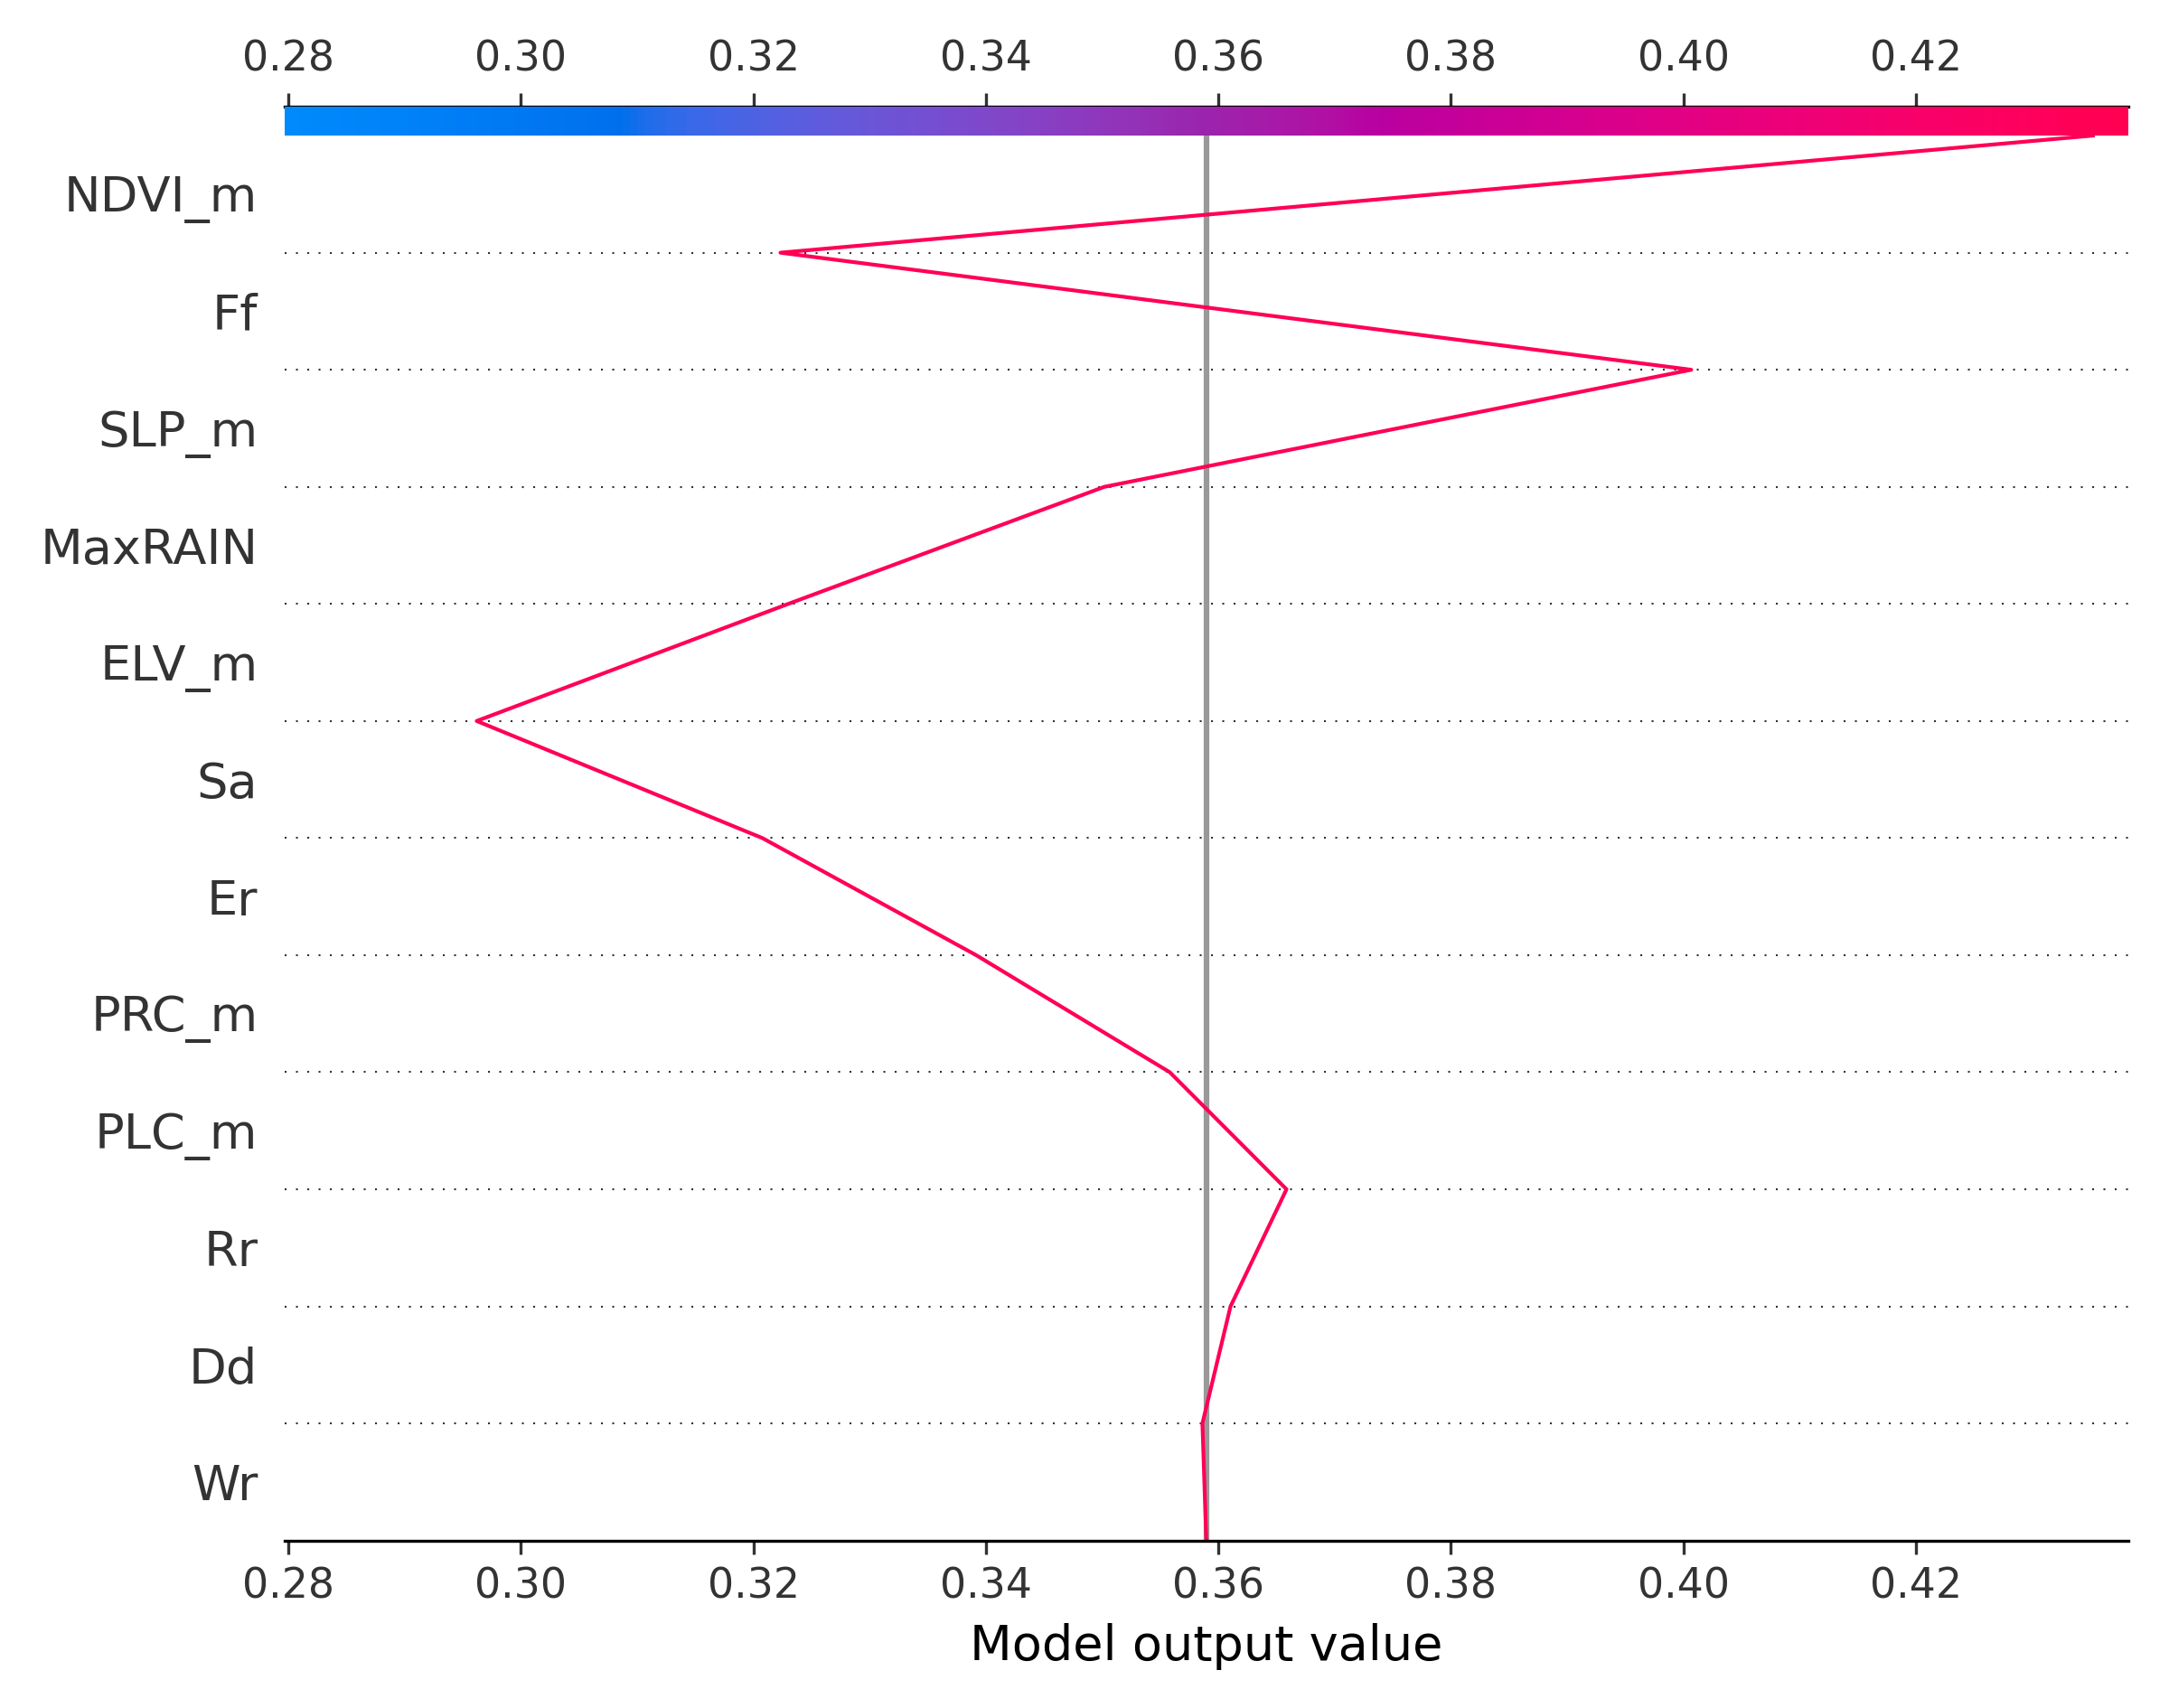 0.28 0.30 0.32 0.34 0.36 0.38 0.40 0.42
NDVI_m
Ff
SLP_m
MaxRAIN
ELV_m
Sa
Er
PRC_m
PLC_m
Rr
Dd
Wr
0.28 0.30 0.32 0.34 0.36 0.38 0.40 0.42
Model output value